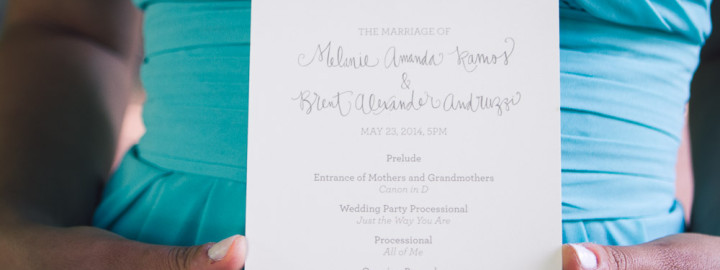 THE MARRIAGE OF
Melanie Amanda Ramos
&
Brent Alexander Andruzzi
MAY 23, 2014, 5PM
Prelude
Entrance of Mothers and Grandmothers
Canon in D
Wedding Party Processional
Just the Way You Are
Processional
All of Me